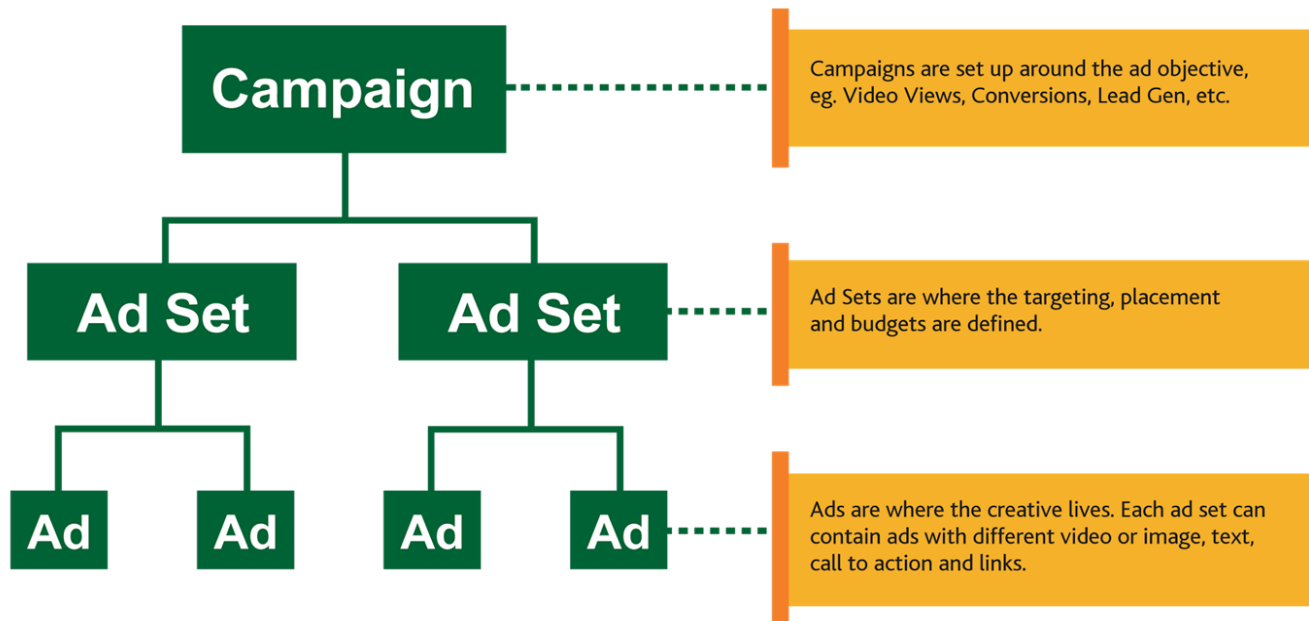 Campaign
Campaigns are set up around the ad objective,
eg. Video Views, Conversions, Lead Gen, etc.
Ad Set
Ad Set
Ad Sets are where the targeting, placement
and budgets are defined.
Ad
Ad
Ad
Ad
Ads are where the creative lives. Each ad set can
contain ads with different video or image, text,
call to action and links.